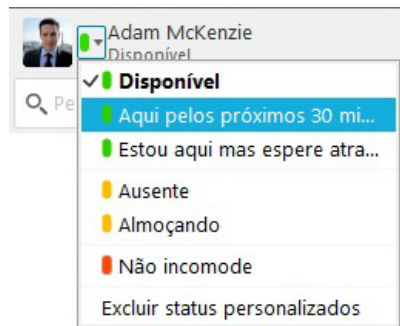 Adam McKenzie
Disponível
Disponível
Pe
Aqui pelos próximos 30 mi...
Estou aqui mas espere atra...
Ausente
Almoçando
Não incomode
Excluir status personalizados